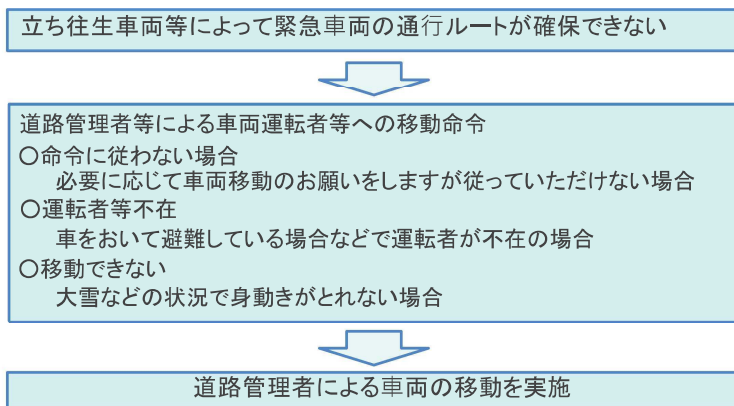 立ち往生車両等によって緊急車両の通行ルートが確保できない
道路管理者等による車両運転者等への移動命令
〇命令に従わない場合
必要に応じて車両移動のお願いをしますが従っていただけない場合
〇運転者等不在
車をおいて避難している場合などで運転者が不在の場合
〇移動できない
大雪などの状況で身動きがとれない場合
道路管理者による車両の移動を実施